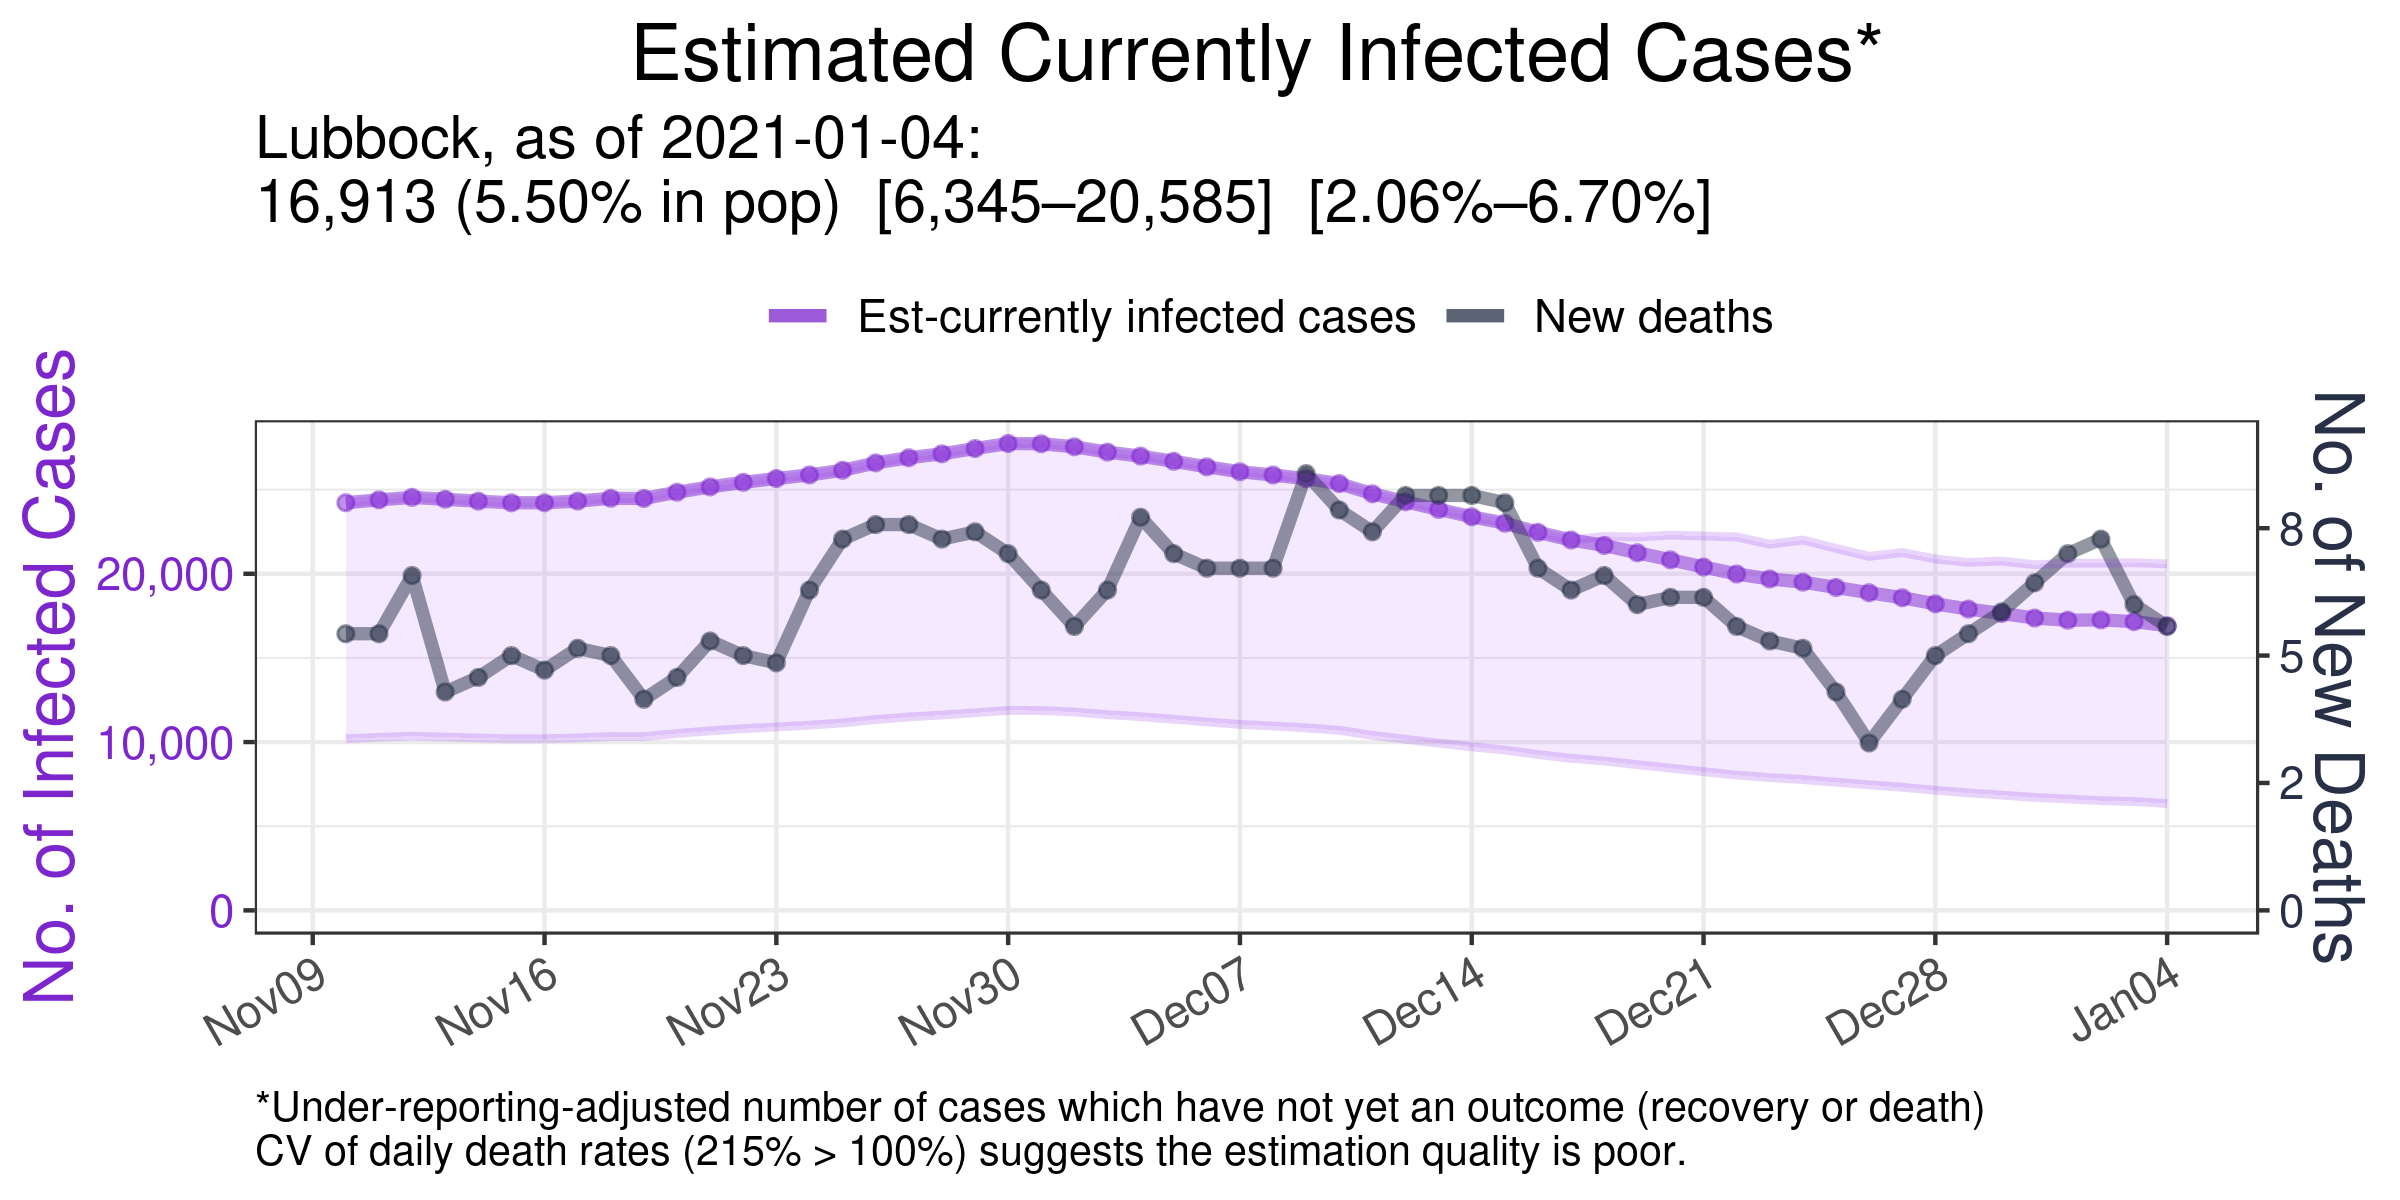 Estimated Currently Infected Cases*
Lubbock, as of 2021-01-04:
16,913 (5.50% in pop)  [6,345–20,585]  [2.06%–6.70%]
Est-currently infected cases
New deaths
No. of Infected Cases
20,000
10,000
0
8
5
2
0
No. of New Deaths
Nov09
Nov16
Nov23
Nov30
Dec07
Dec14
Dec21
Dec28
Jan04
*Under-reporting-adjusted number of cases which have not yet an outcome (recovery or death)
CV of daily death rates (215% > 100%) suggests the estimation quality is poor.